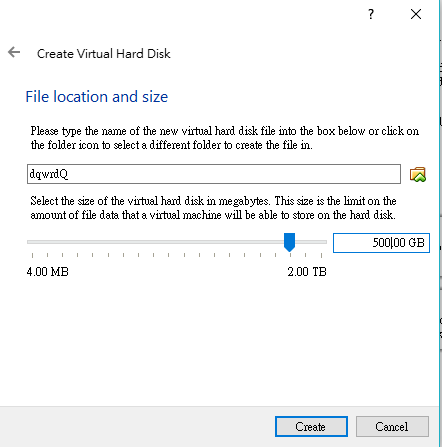 ?
Create Virtual Hard Disk
File location and size
Please type the name of the new virtual hard disk file into the box below or click on
the folder icon to select a different folder to create the file in.
dqwrdQ
Select the size of the virtual hard disk in megabytes. This size is the limit on the
amount of file data that a virtual machine will be able to store on the hard disk.
500.00 GB
4.00 MB 2.00 TB
Create Cancel